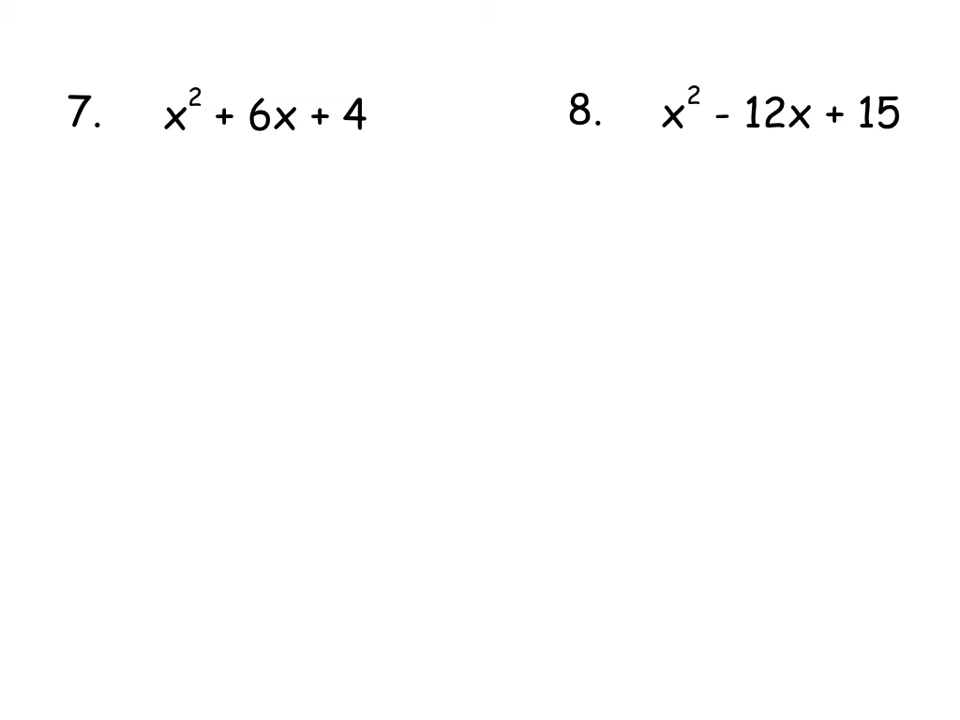 7. x² + 6x + 4
8. x² - 12x + 15